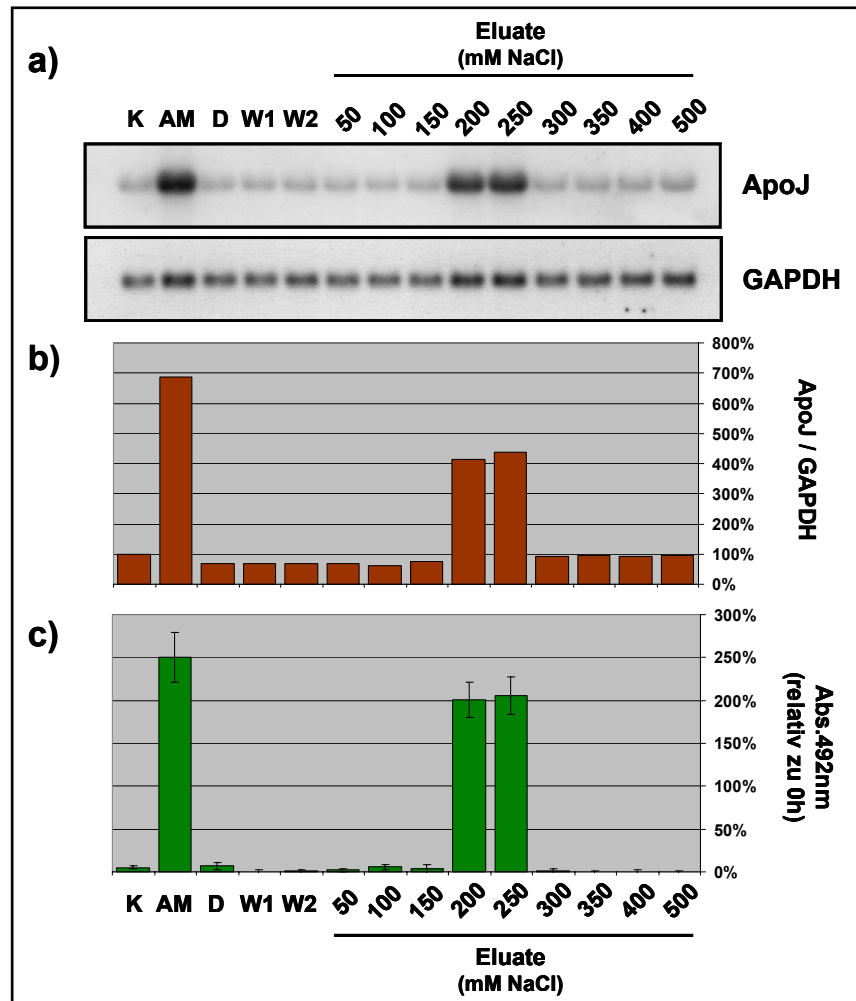 a)
Eluate
(mM NaCl)
K AM D W1 W2 50 100 150 200 250 300 350 400 500
ApoJ
GAPDH
b)
800%
700%
600%
500%
400%
300%
200%
100%
0%
ApoJ / GAPDH
c)
300%
250%
200%
150%
100%
50%
0%
Abs.492nm
(relativ zu 0h)
K AM D W1 W2 50 100 150 200 250 300 350 400 500
Eluate
(mM NaCl)